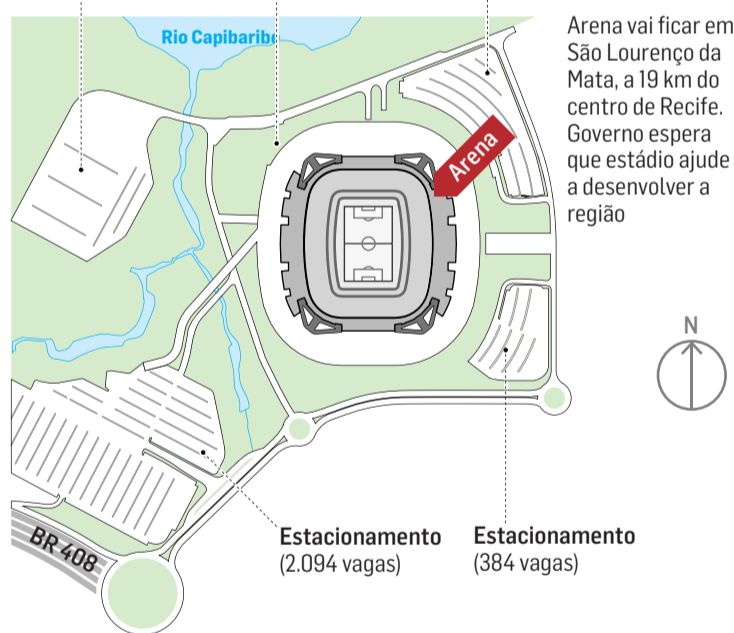 Rio Capibaribe
Arena vai ficar em
São Lourenço da
Mata, a 19 km do
centro de Recife.
Governo espera
que estádio ajude
a desenvolver a
região
Arena
N
Estacionamento
(2.094 vagas)
Estacionamento
(384 vagas)
BR 408